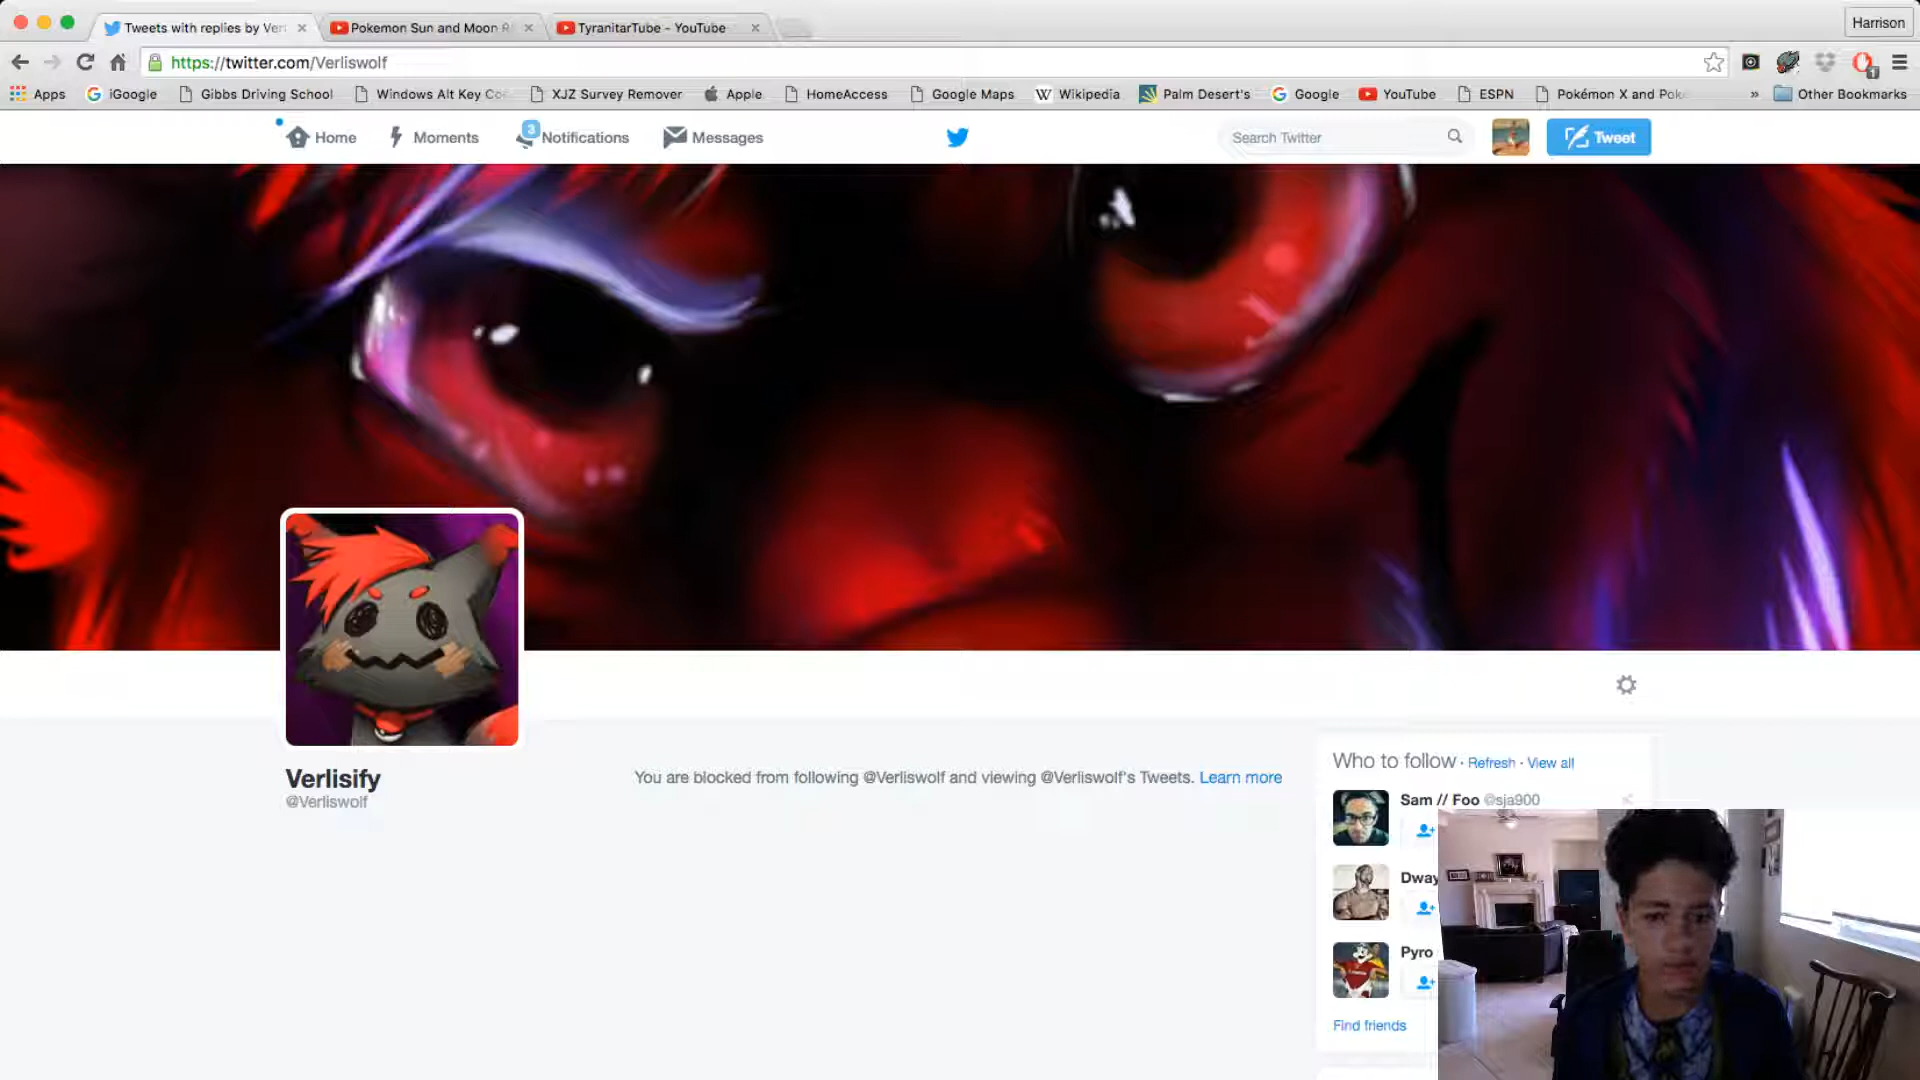 Tweets with replies by Ver
Pokemon Sun and Moon
TyranitarTube - YouTube
Harrison
https://twitter.com/Verliswolf
1
Apps
iGoogle
Gibbs Driving School
Windows Alt Key Co
XJZ Survey Remover
Apple
HomeAccess
Google Maps
Wikipedia
Palm Desert's
Google
YouTube
ESPN
Pokémon X and Pok
»
Other Bookmarks
Home
Moments
3
Notifications
Messages
Search Twitter
Tweet
Verlisify
@Verliswolf
You are blocked from following @Verliswolf and viewing @Verliswolf's Tweets. Learn more
Who to follow · Refresh · View all
Sam // Foo @sja900
Dway
Pyro
Find friends